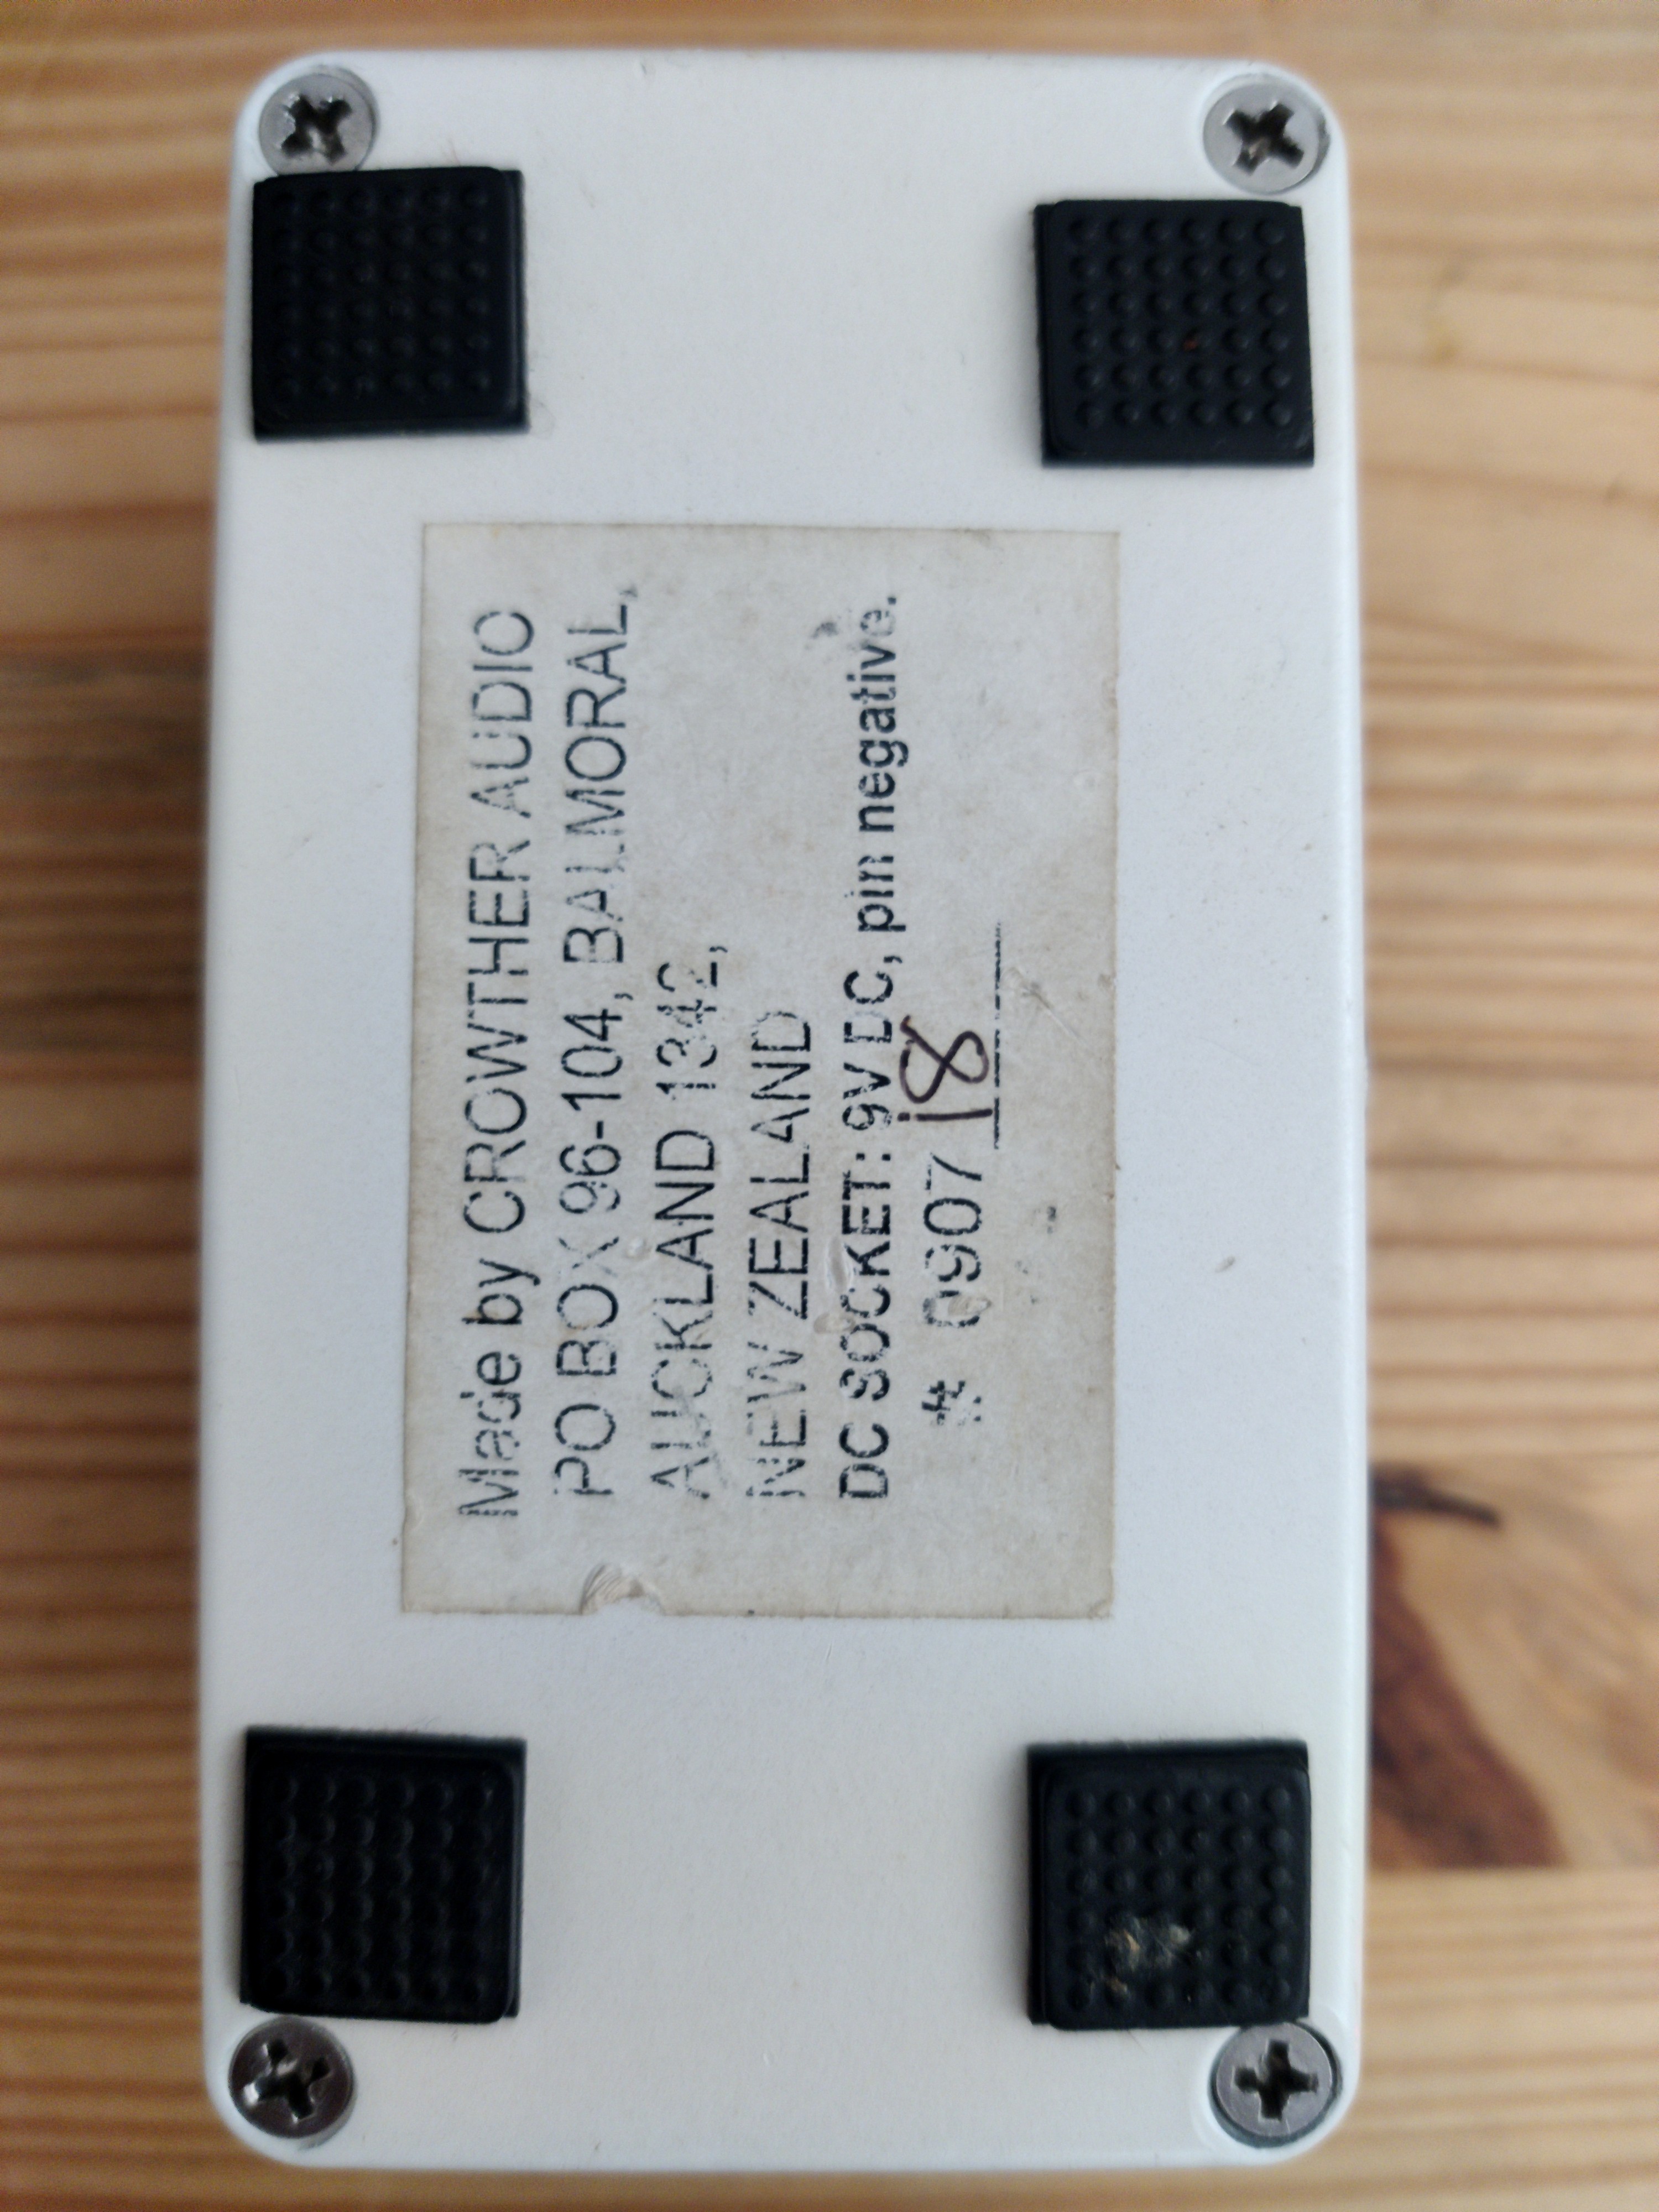 Made by CROWTHER AUDIO
PO BOX 96-104, BALMORAL,
AUCKLAND 1342,
NEW ZEALAND
DC SOCKET: 9V DC, pin negative.
# 0907 18